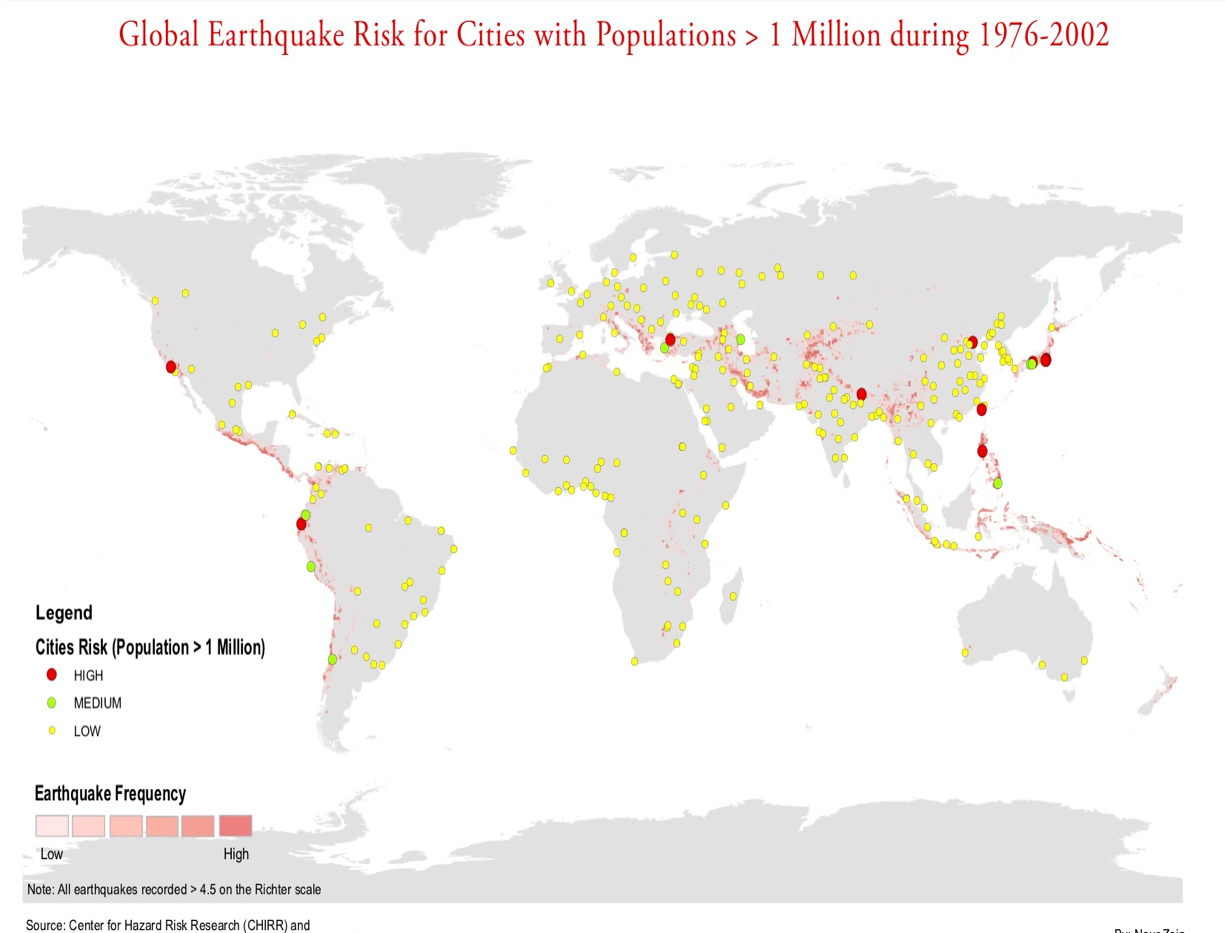 Global Earthquake Risk for Cities with Populations > 1 Million during 1976-2002
Legend
Cities Risk (Population > 1 Million)
HIGH
MEDIUM
LOW
Earthquake Frequency
Low High
Note: All earthquakes recorded > 4.5 on the Richter scale
Source: Center for Hazard Risk Research (CHIRR) and